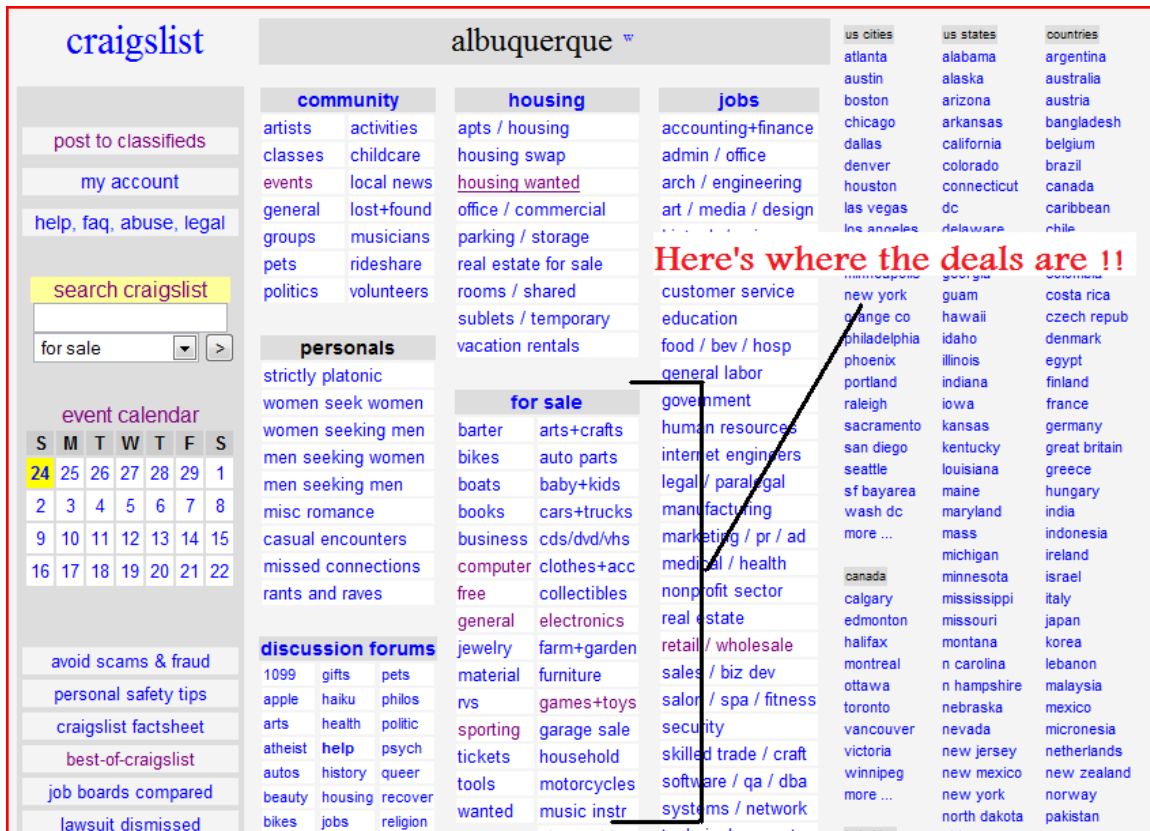 craigslist
post to classifieds
my account
help, faq, abuse, legal
search craigslist
for sale
>
event calendar
S M T W T F S
24 25 26 27 28 29 1
2 3 4 5 6 7 8
9 10 11 12 13 14 15
16 17 18 19 20 21 22
avoid scams & fraud
personal safety tips
craigslist factsheet
best-of-craigslist
job boards compared
lawsuit dismissed
albuquerque w
community
artists activities
classes childcare
events local news
general lost+found
groups musicians
pets rideshare
politics volunteers
personals
strictly platonic
women seek women
women seeking men
men seeking women
men seeking men
misc romance
casual encounters
missed connections
rants and raves
discussion forums
1099 gifts pets
apple haiku philos
arts health politic
atheist help psych
autos history queer
beauty housing recover
bikes jobs religion
housing
apts / housing
housing swap
housing wanted
office / commercial
parking / storage
real estate for sale
rooms / shared
sublets / temporary
vacation rentals
for sale
barter arts+crafts
bikes auto parts
boats baby+kids
books cars+trucks
business cds/dvd/vhs
computer clothes+acc
free collectibles
general electronics
jewelry farm+garden
material furniture
rvs games+toys
sporting garage sale
tickets household
tools motorcycles
wanted music instr
jobs
accounting+finance
admin / office
arch / engineering
art / media / design
Here's where the deals are !!
customer service
education
food / bev / hosp
general labor
government
human resources
internet engineers
legal / paralegal
manufacturing
marketing / pr / ad
medical / health
nonprofit sector
real estate
retail / wholesale
sales / biz dev
salon / spa / fitness
security
skilled trade / craft
software / qa / dba
systems / network
us cities
atlanta
austin
boston
chicago
dallas
denver
houston
las vegas
los angeles
minneapolis
new york
orange co
philadelphia
phoenix
portland
raleigh
sacramento
san diego
seattle
sf bayarea
wash dc
more ...
canada
calgary
edmonton
halifax
montreal
ottawa
toronto
vancouver
victoria
winnipeg
more ...
us states
alabama
alaska
arizona
arkansas
california
colorado
connecticut
dc
delaware
georgia
guam
hawaii
idaho
illinois
indiana
iowa
kansas
kentucky
louisiana
maine
maryland
mass
michigan
minnesota
mississippi
missouri
montana
n carolina
n hampshire
nebraska
nevada
new jersey
new mexico
new york
north dakota
countries
argentina
australia
austria
bangladesh
belgium
brazil
canada
caribbean
chile
colombia
costa rica
czech repub
denmark
egypt
finland
france
germany
great britain
greece
hungary
india
indonesia
ireland
israel
italy
japan
korea
lebanon
malaysia
mexico
micronesia
netherlands
new zealand
norway
pakistan